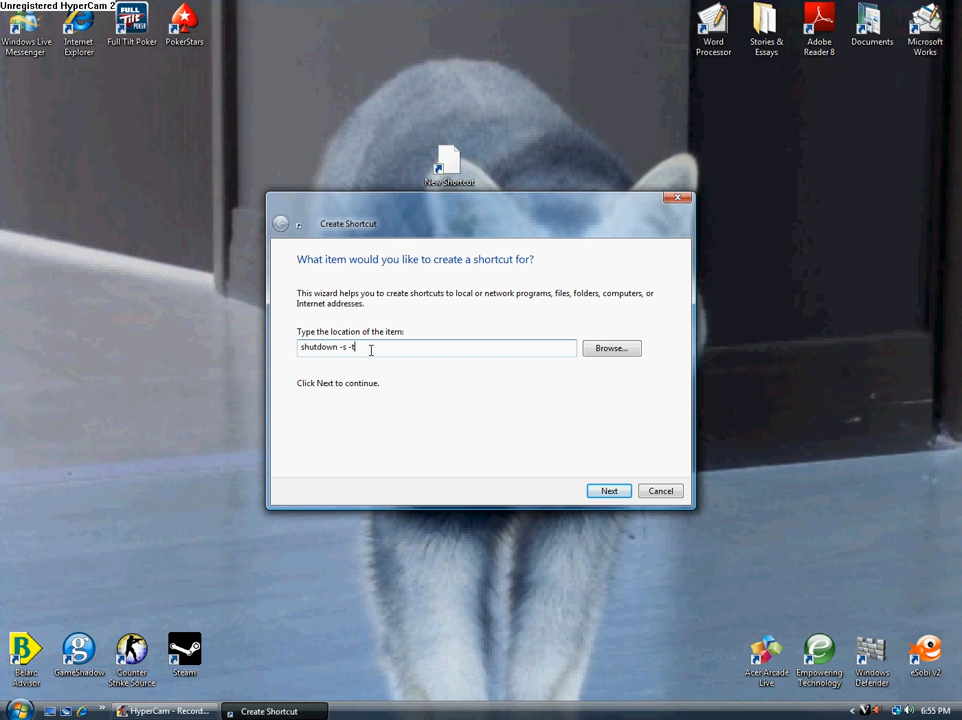 Unregistered HyperCam 2
Windows Live
Messenger
Internet
Explorer
Full Tilt Poker
PokerStars
Word
Processor
Stories &
Essays
Adobe
Reader 8
Documents
Microsoft
Works
FULL
TILT
POKER
New Shortcut
Create Shortcut
What item would you like to create a shortcut for?
This wizard helps you to create shortcuts to local or network programs, files, folders, computers, or
Internet addresses.
Type the location of the item:
shutdown -s -t
Browse...
Click Next to continue.
Next
Cancel
B
g
Belarc
Advisor
GameShadow
Counter
Strike Source
Steam
Acer Arcade
Live
Empowering
Technology
Windows
Defender
eSobi v2
HyperCam - Record...
Create Shortcut
6:55 PM